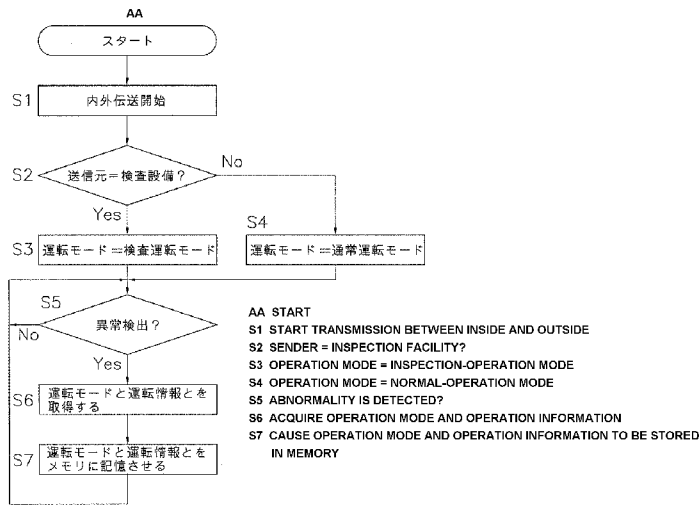 AA
スタート
S1
内外伝送開始
S2
送信元＝検査設備？
No
Yes
S3
運転モード＝検査運転モード
S4
運転モード＝通常運転モード
S5
異常検出？
No
Yes
S6
運転モードと運転情報とを
取得する
S7
運転モードと運転情報とを
メモリに記憶させる
AA START
S1 START TRANSMISSION BETWEEN INSIDE AND OUTSIDE
S2 SENDER = INSPECTION FACILITY?
S3 OPERATION MODE = INSPECTION-OPERATION MODE
S4 OPERATION MODE = NORMAL-OPERATION MODE
S5 ABNORMALITY IS DETECTED?
S6 ACQUIRE OPERATION MODE AND OPERATION INFORMATION
S7 CAUSE OPERATION MODE AND OPERATION INFORMATION TO BE STORED
IN MEMORY